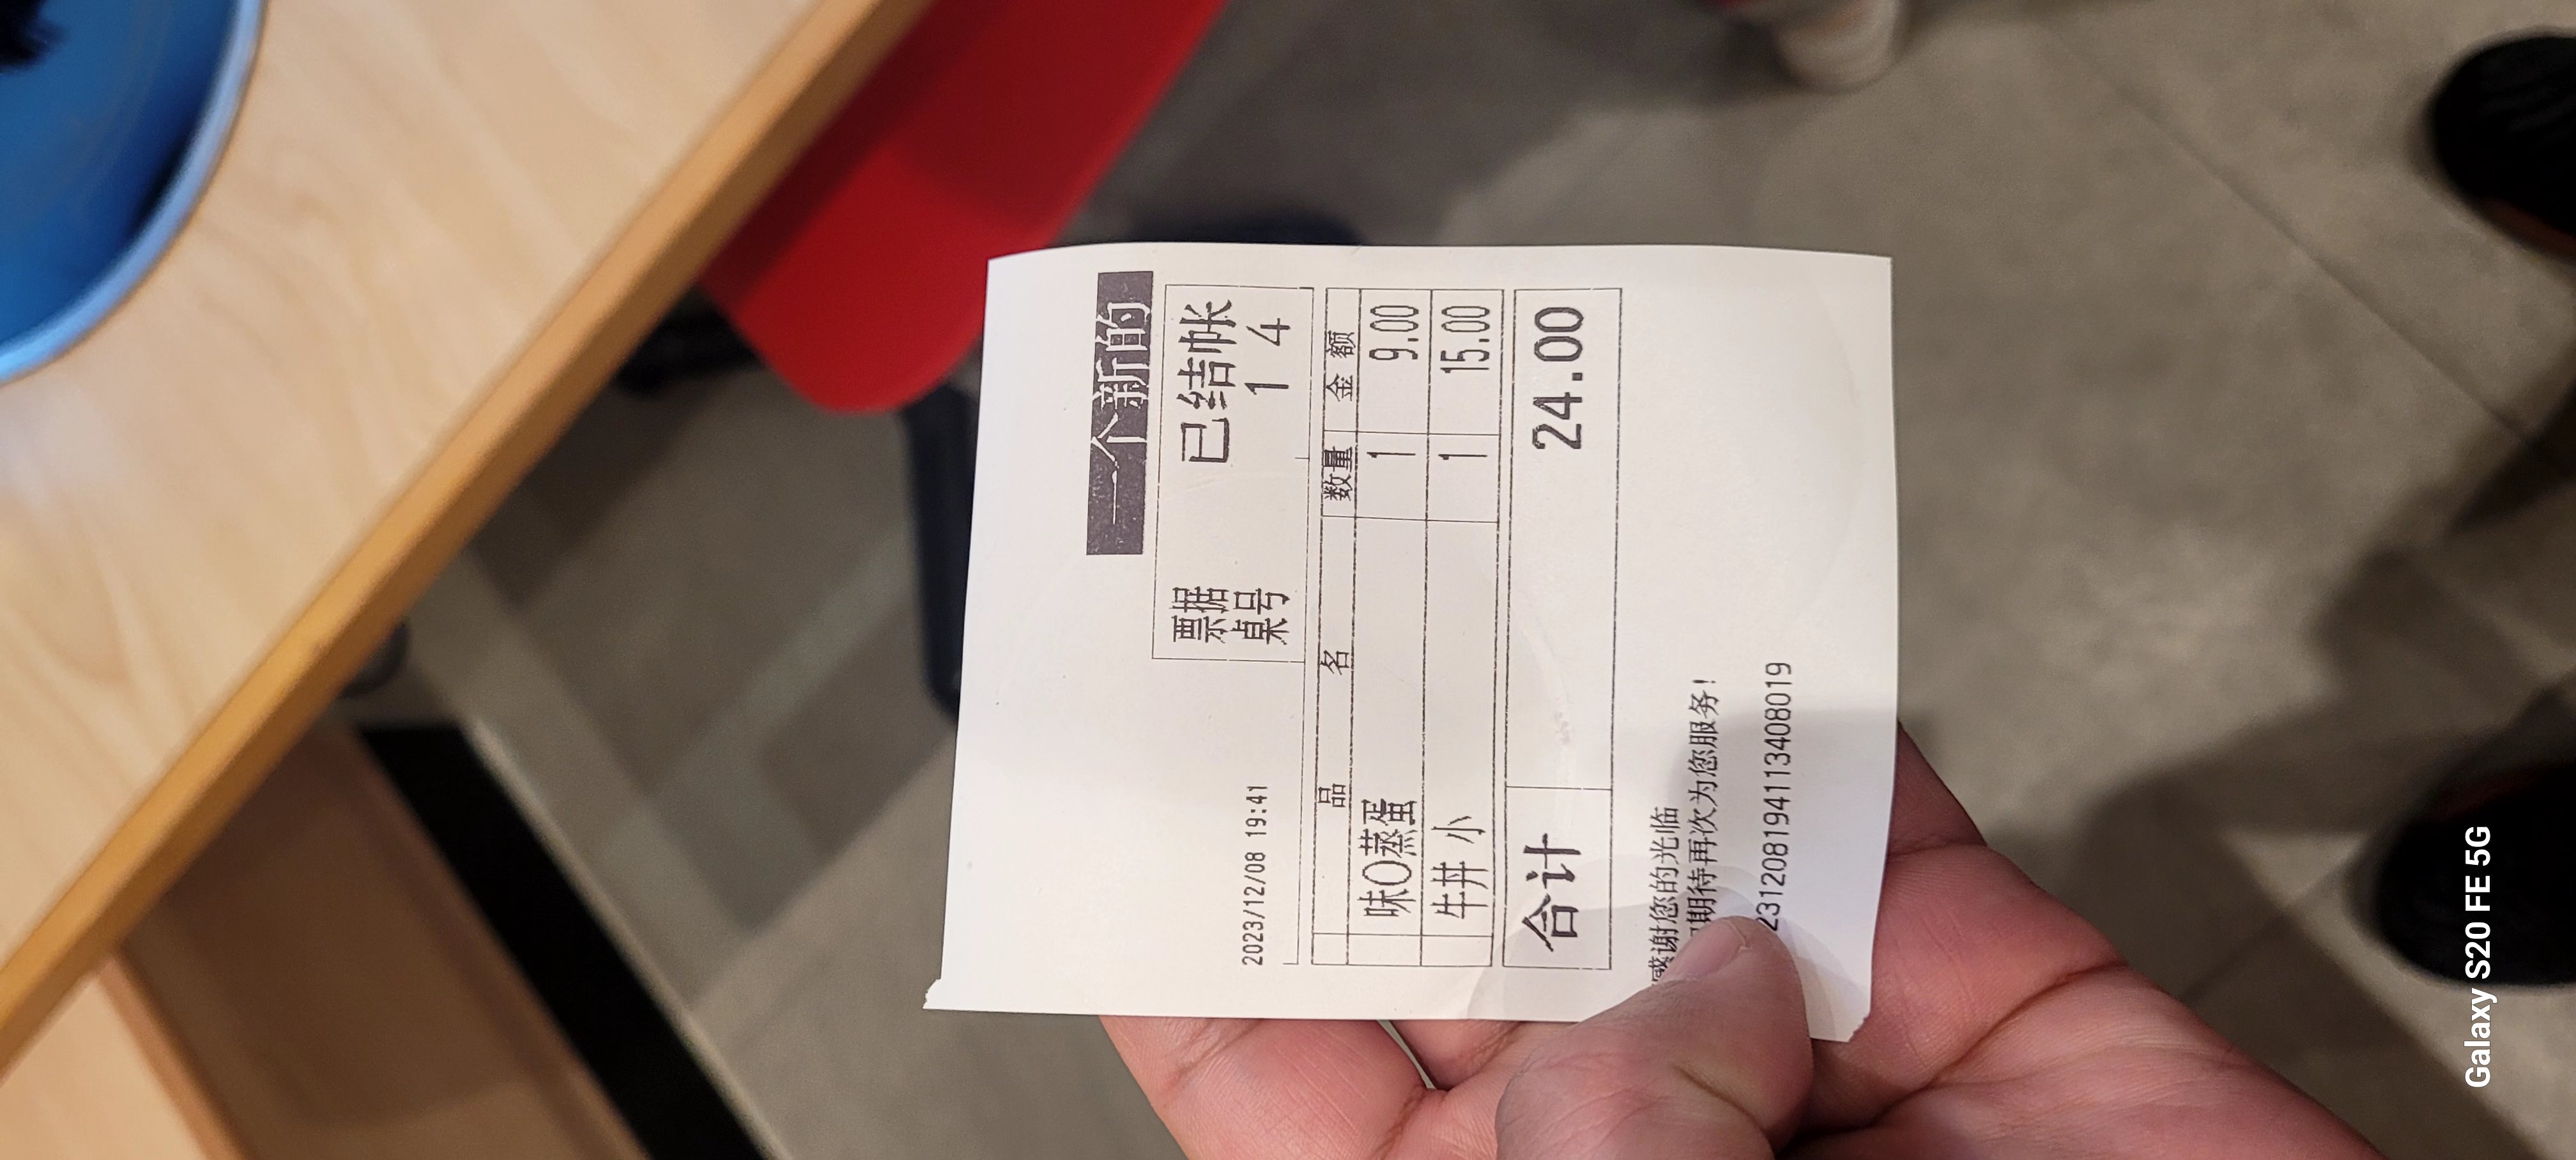 一个新的
票据 已结帐
桌号 14
2023/12/08 19:41
品名 数量 金额
味O蒸蛋 1 9.00
牛丼 小 1 15.00
合计 24.00
感谢您的光临
期待再次为您服务!
231208194113408019
Galaxy S20 FE 5G